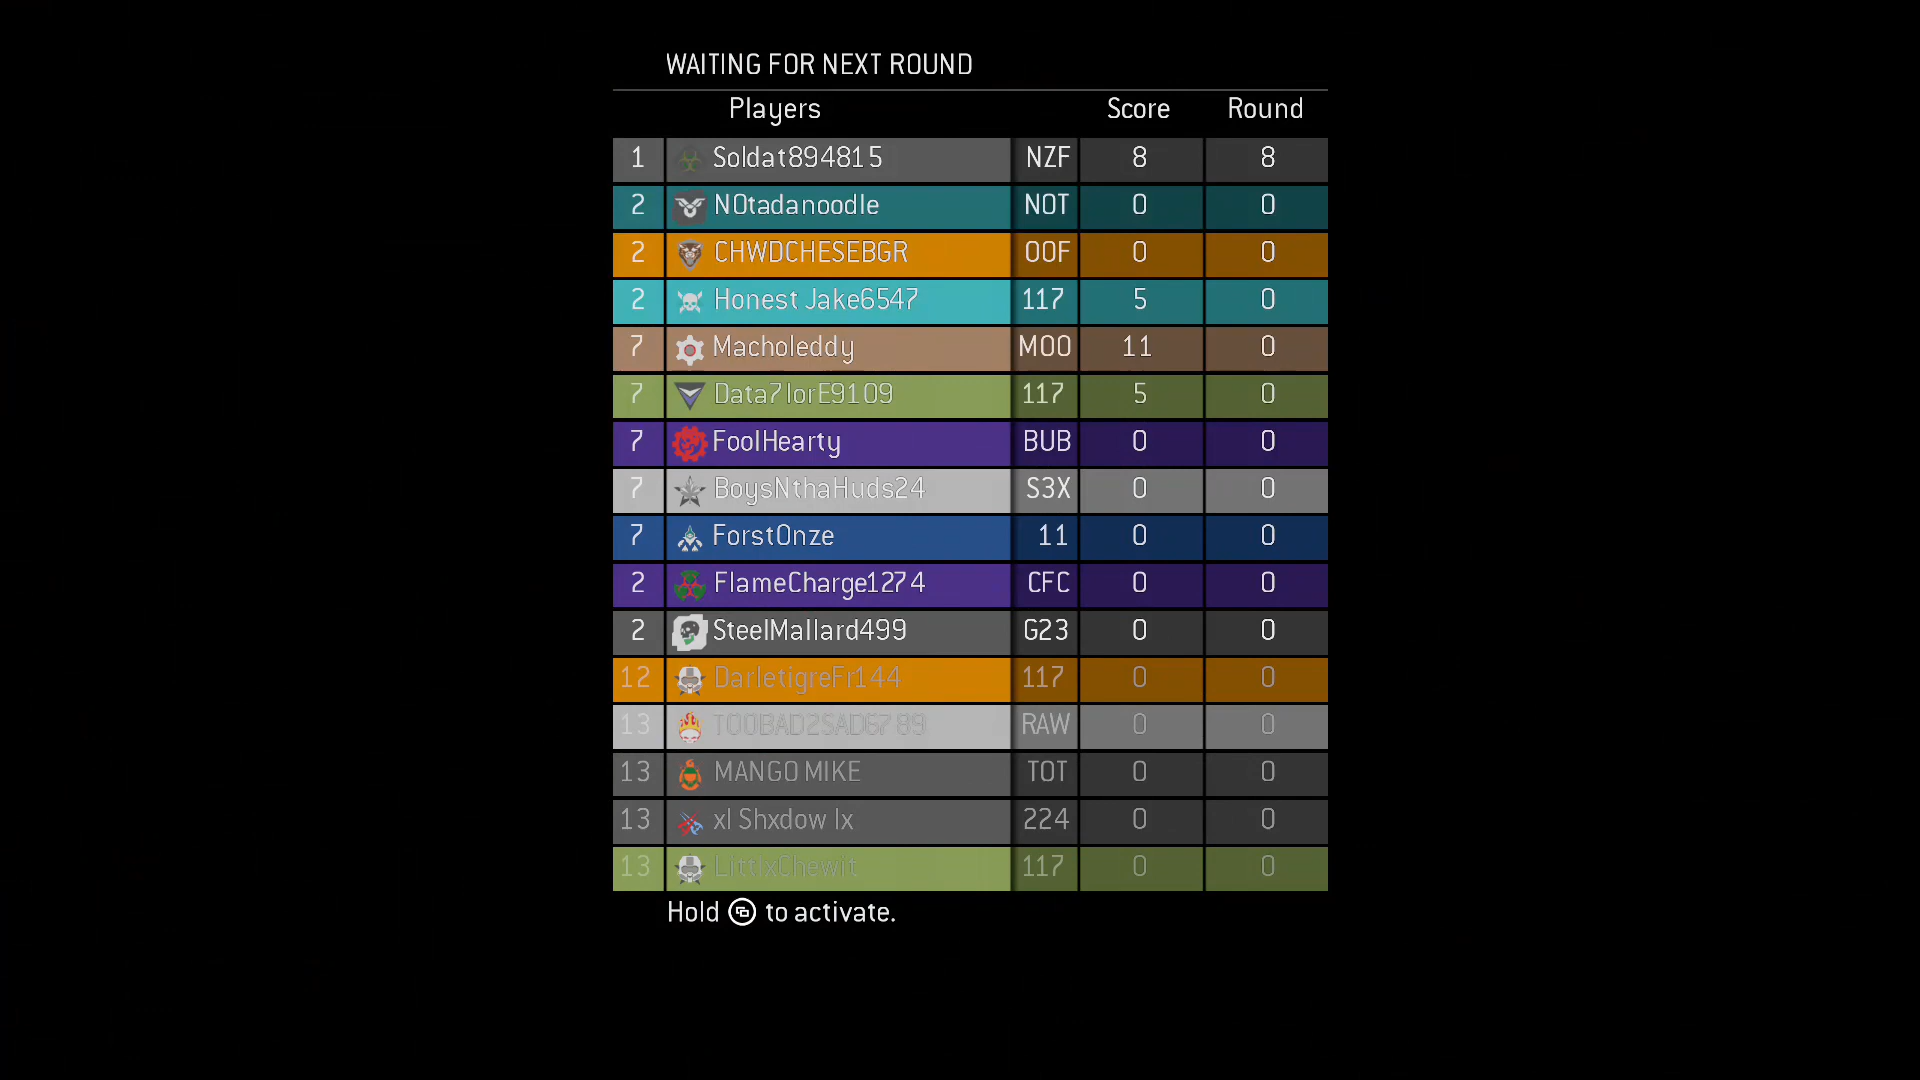 WAITING FOR NEXT ROUND
Players Score Round
1 Soldat894815 NZF 8 8
2 N0tadanoodle NOT 0 0
2 CHWDCHESEBGR OOF 0 0
2 Honest Jake6547 117 5 0
7 Macholeddy MOO 11 0
7 Data7lorE9109 117 5 0
7 FoolHearty BUB 0 0
7 BoysNthaHuds24 S3X 0 0
7 ForstOnze 11 0 0
2 FlameCharge1274 CFC 0 0
2 SteelMallard499 G23 0 0
12 DarletigreFr144 117 0 0
13 TOOBAD2SAD6789 RAW 0 0
13 MANGO MIKE TOT 0 0
13 xI Shxdow Ix 224 0 0
13 LittixChewit 117 0 0
Hold to activate.